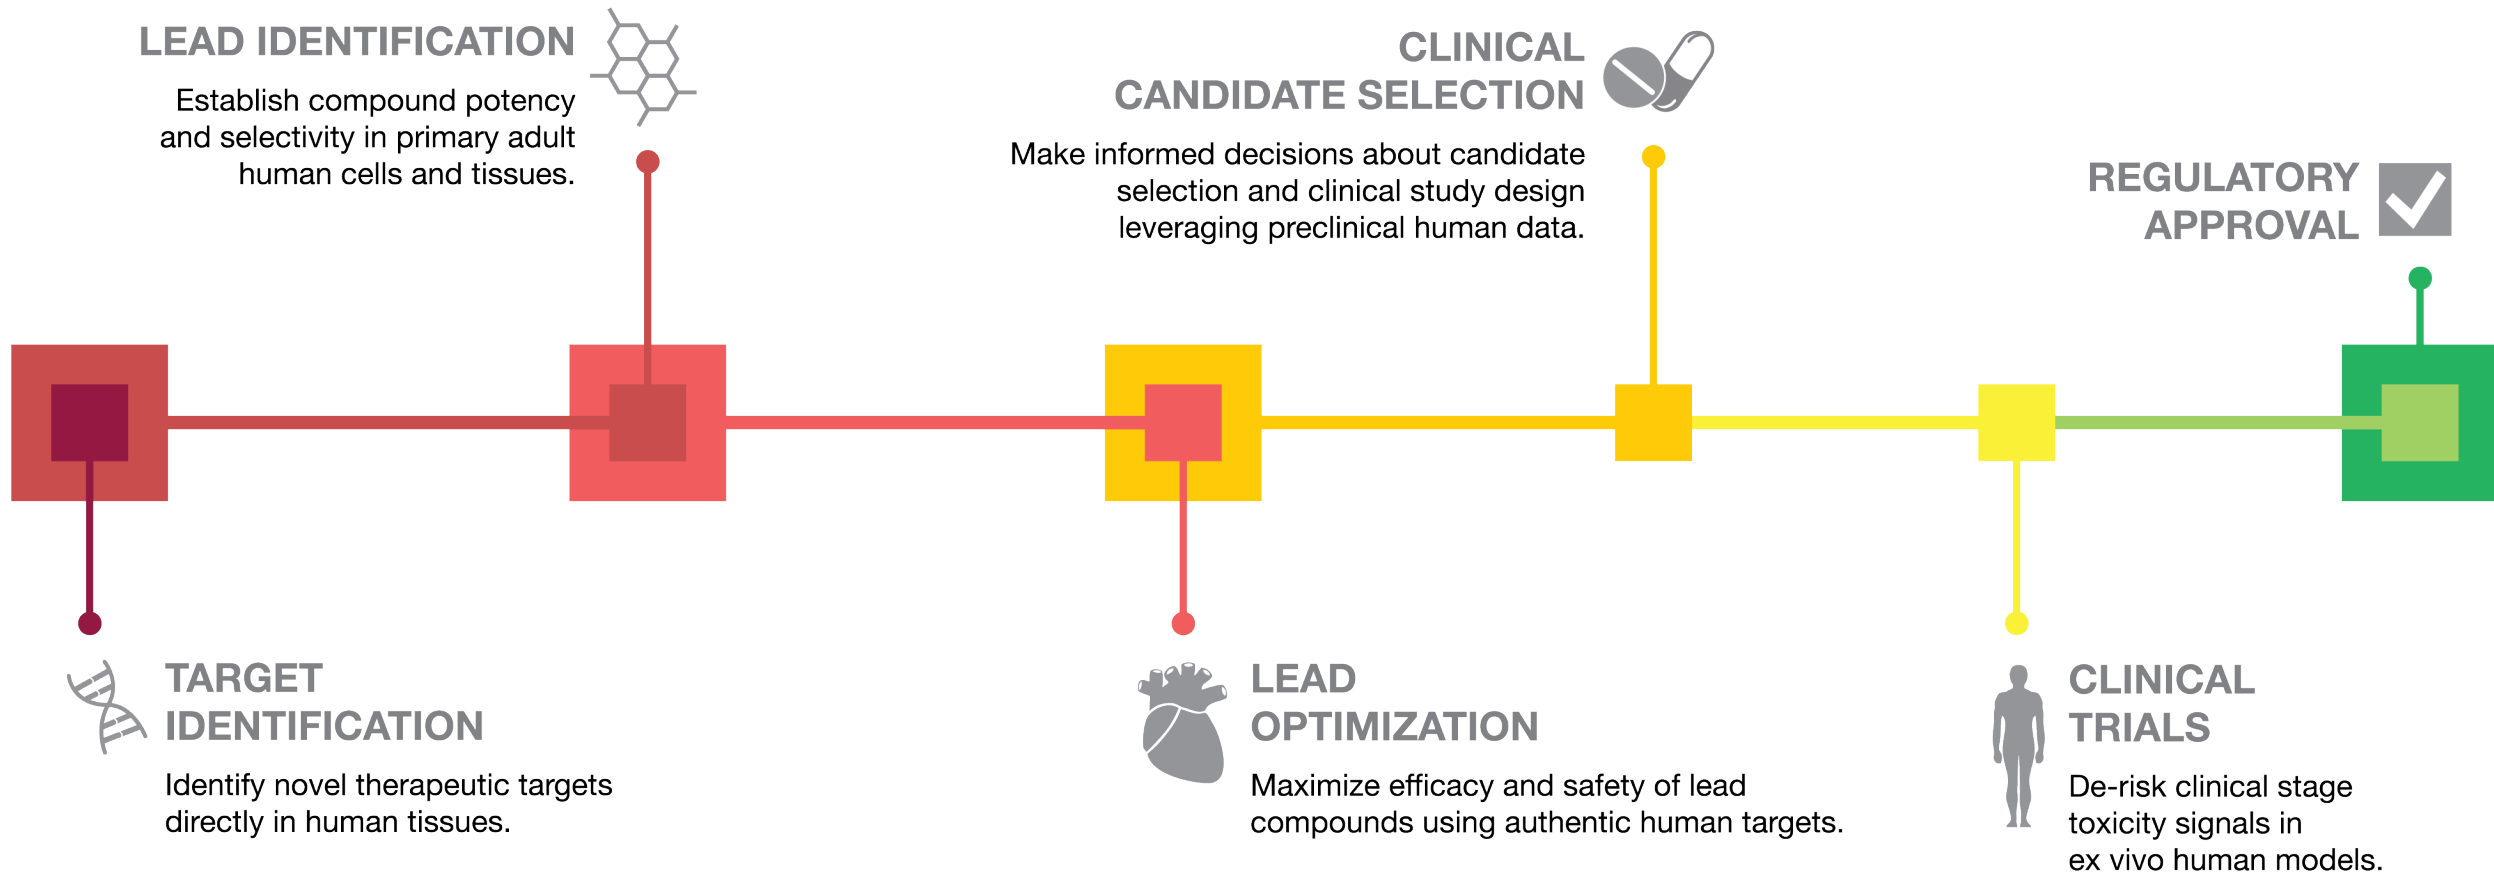 LEAD IDENTIFICATION
Establish compound potency
and selectivity in primary adult
human cells and tissues.
CLINICAL
CANDIDATE SELECTION
Make informed decisions about candidate
selection and clinical study design
leveraging preclinical human data.
REGULATORY
APPROVAL
TARGET
IDENTIFICATION
Identify novel therapeutic targets
directly in human tissues.
LEAD
OPTIMIZATION
Maximize efficacy and safety of lead
compounds using authentic human targets.
CLINICAL
TRIALS
De-risk clinical stage
toxicity signals in
ex vivo human models.